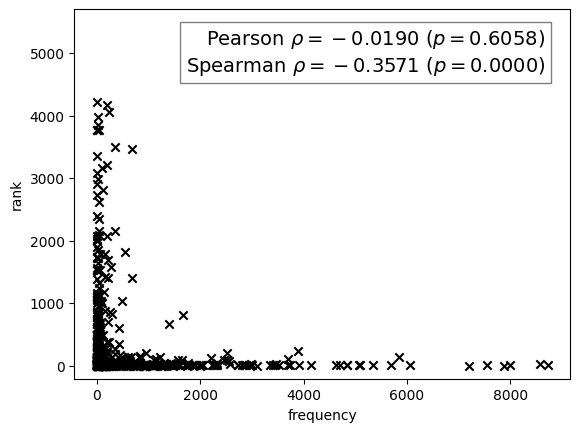 Pearson ρ = −0.0190 (p = 0.6058)
Spearman ρ = −0.3571 (p = 0.0000)
5000
4000
3000
2000
1000
0
rank
0 2000 4000 6000 8000
frequency